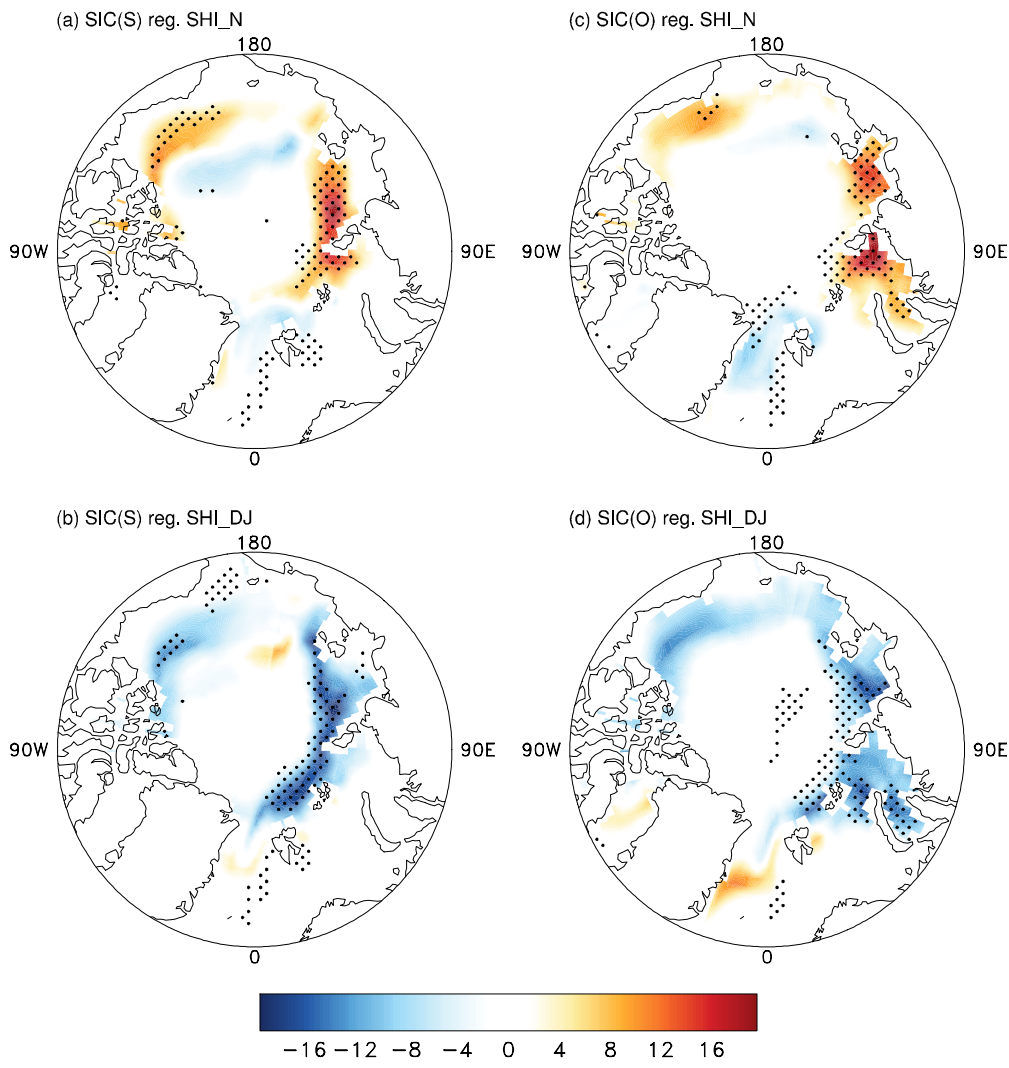 (a) SIC(S) reg. SHI_N
180
90W
90E
0
(c) SIC(O) reg. SHI_N
180
90W
90E
0
(b) SIC(S) reg. SHI_DJ
180
90W
90E
0
(d) SIC(O) reg. SHI_DJ
180
90W
90E
0
−16 −12 −8 −4 0 4 8 12 16